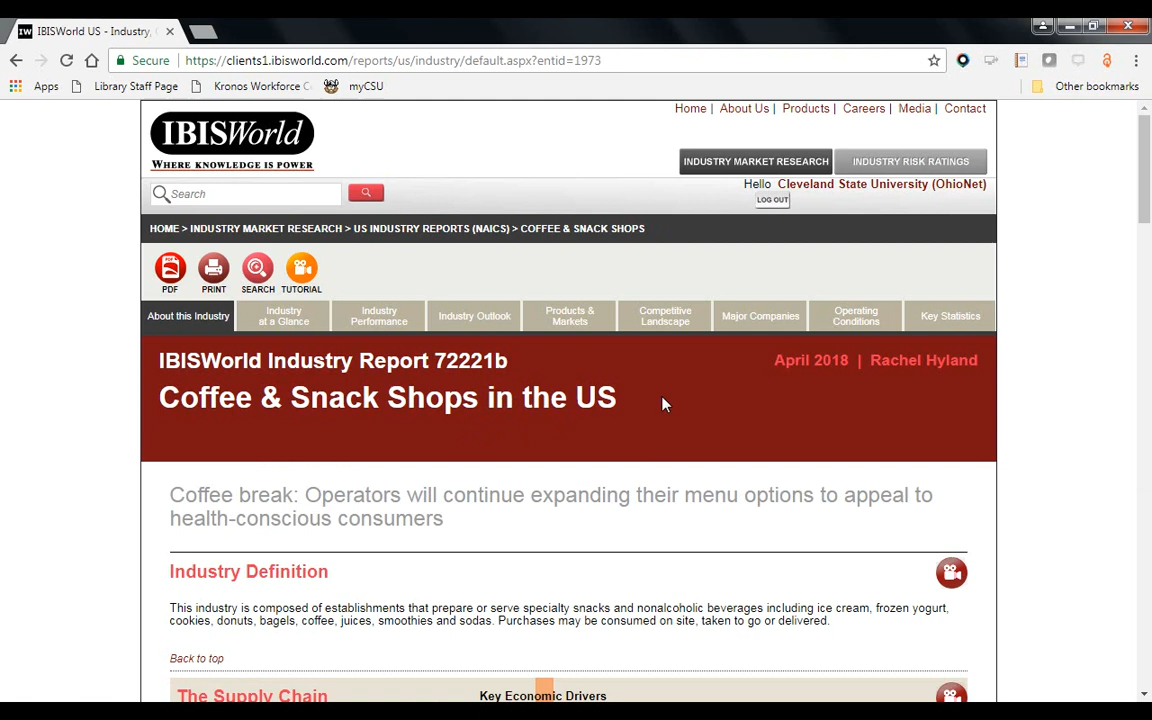 IBISWorld US - Industry,
Secure https://clients1.ibisworld.com/reports/us/industry/default.aspx?entid=1973
Apps Library Staff Page Kronos Workforce C myCSU Other bookmarks
Home | About Us | Products | Careers | Media | Contact
IBISWorld
WHERE KNOWLEDGE IS POWER
INDUSTRY MARKET RESEARCH INDUSTRY RISK RATINGS
Hello Cleveland State University (OhioNet)
Search
LOG OUT
HOME > INDUSTRY MARKET RESEARCH > US INDUSTRY REPORTS (NAICS) > COFFEE & SNACK SHOPS
PDF PRINT SEARCH TUTORIAL
About this Industry
Industry at a Glance
Industry Performance
Industry Outlook
Products & Markets
Competitive Landscape
Major Companies
Operating Conditions
Key Statistics
IBISWorld Industry Report 72221b
April 2018 | Rachel Hyland
Coffee & Snack Shops in the US
Coffee break: Operators will continue expanding their menu options to appeal to
health-conscious consumers
Industry Definition
This industry is composed of establishments that prepare or serve specialty snacks and nonalcoholic beverages including ice cream, frozen yogurt,
cookies, donuts, bagels, coffee, juices, smoothies and sodas. Purchases may be consumed on site, taken to go or delivered.
Back to top
The Supply Chain
Key Economic Drivers